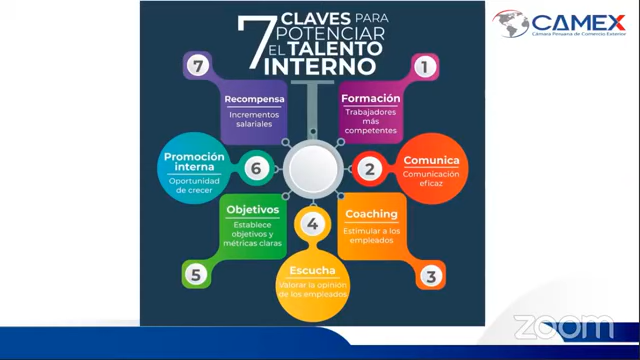 7 CLAVES PARA
POTENCIAR
EL TALENTO
INTERNO
CAMEX
Cámara Peruana de Comercio Exterior
1
Formación
Trabajadores
más
competentes
2
Comunica
Comunicación
eficaz
3
Coaching
Estimular a los
empleados
4
Escucha
Valorar la opinión
de los empleados
5
Objetivos
Establece
objetivos y
métricas claras
6
Promoción
interna
Oportunidad
de crecer
7
Recompensa
Incrementos
salariales
zoom